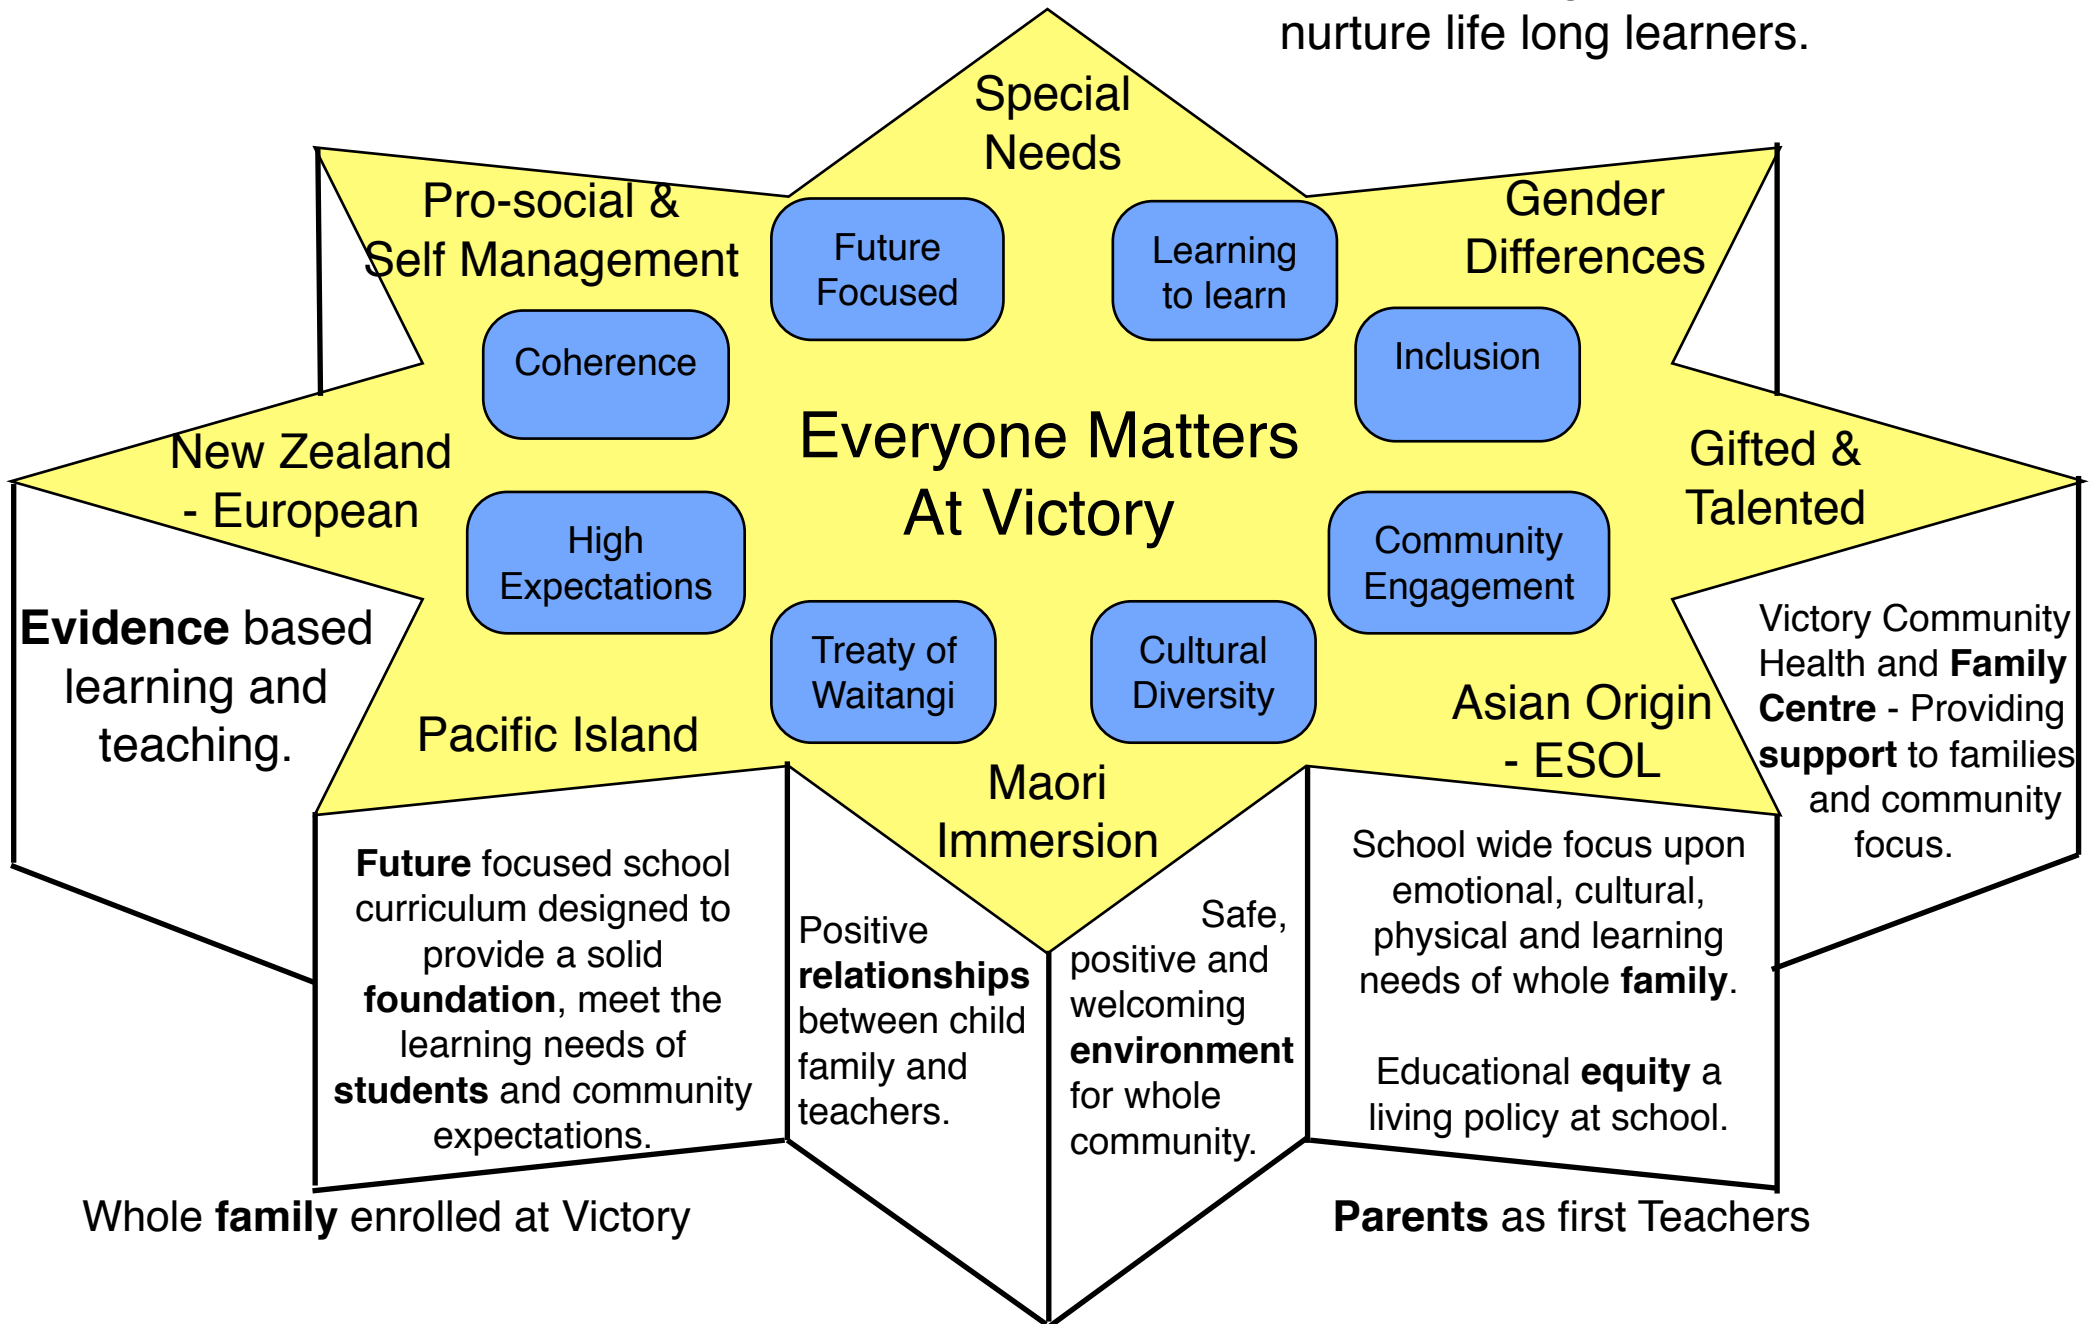 nurture life long learners.
Special
Needs
Pro-social &
Self Management
Gender
Differences
Future
Focused
Learning
to learn
Coherence
Inclusion
Everyone Matters
At Victory
New Zealand
- European
Gifted &
Talented
High
Expectations
Community
Engagement
Treaty of
Waitangi
Cultural
Diversity
Pacific Island
Asian Origin
- ESOL
Maori
Immersion
Evidence based
learning and
teaching.
Victory Community
Health and Family
Centre - Providing
support to families
and community
focus.
Future focused school
curriculum designed to
provide a solid
foundation, meet the
learning needs of
students and community
expectations.
Positive
relationships
between child
family and
teachers.
Safe,
positive and
welcoming
environment
for whole
community.
School wide focus upon
emotional, cultural,
physical and learning
needs of whole family.
Educational equity a
living policy at school.
Whole family enrolled at Victory
Parents as first Teachers